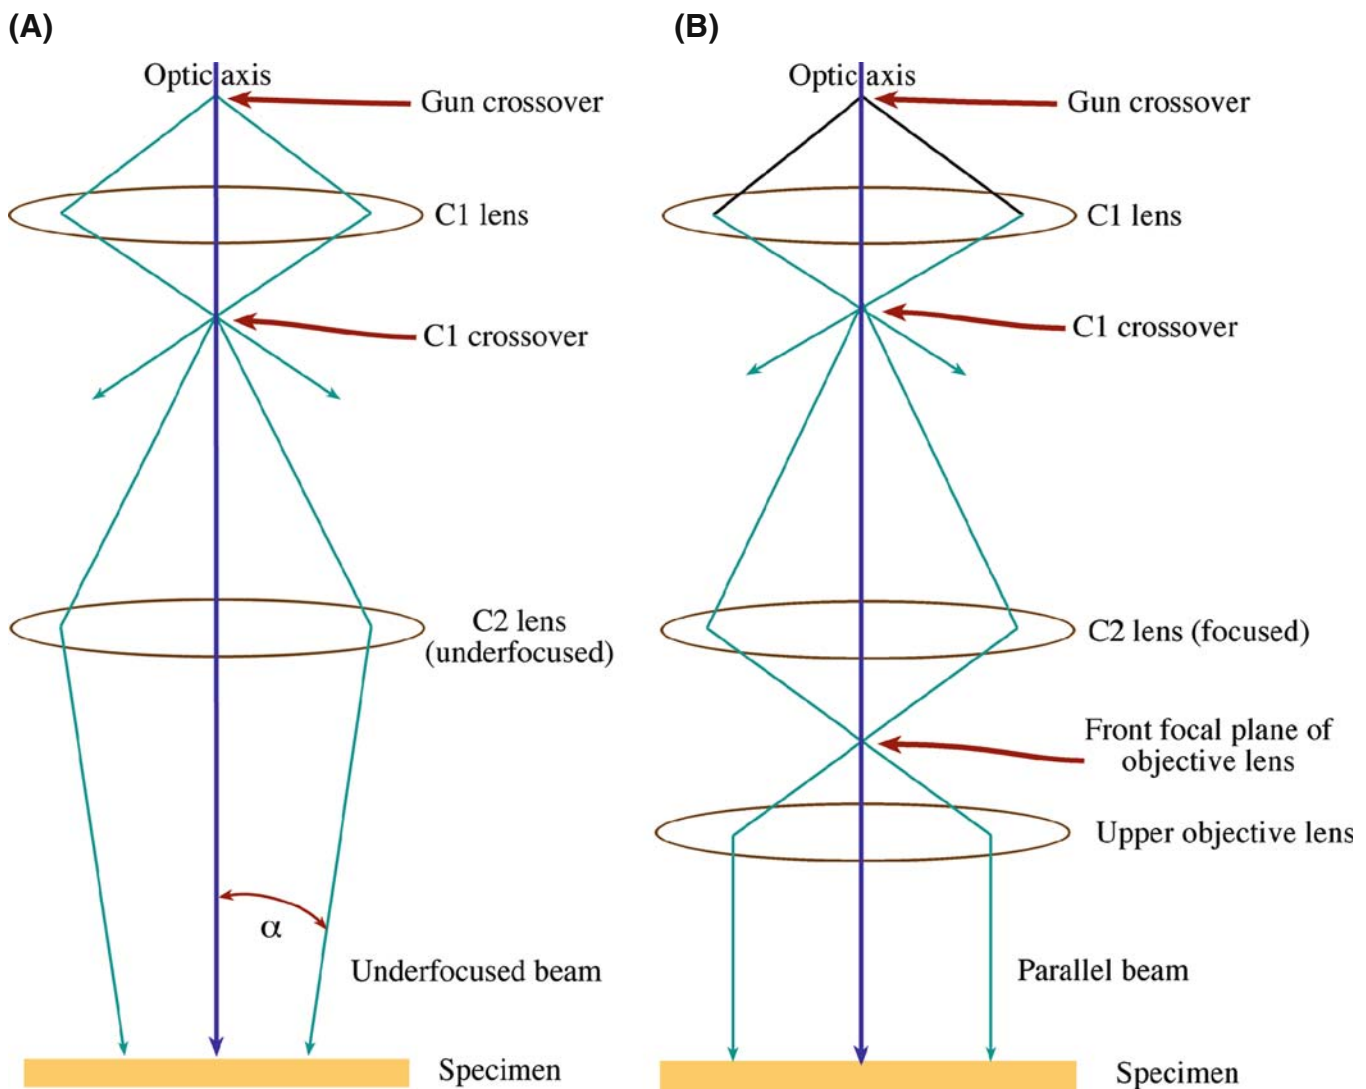 (A)
Optic axis
Gun crossover
C1 lens
C1 crossover
C2 lens
(underfocused)
α
Underfocused beam
Specimen
(B)
Optic axis
Gun crossover
C1 lens
C1 crossover
C2 lens (focused)
Front focal plane of
objective lens
Upper objective lens
Parallel beam
Specimen